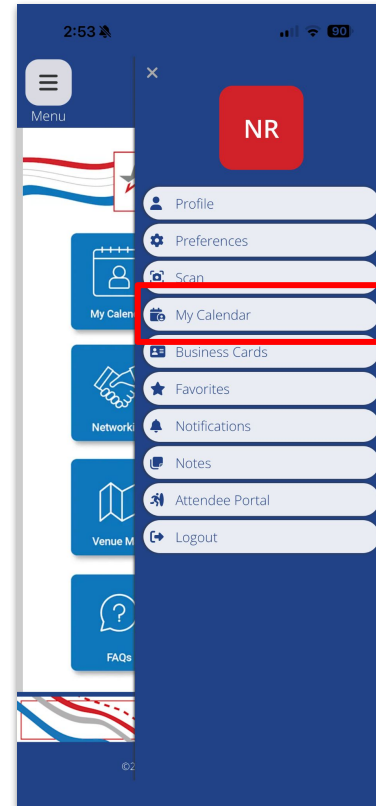 2:53
90
Menu
NR
Profile
Preferences
Scan
My Calendar
Business Cards
Favorites
Notifications
Notes
Attendee Portal
Logout
My Calen
Networki
Venue M
?
FAQs
©2